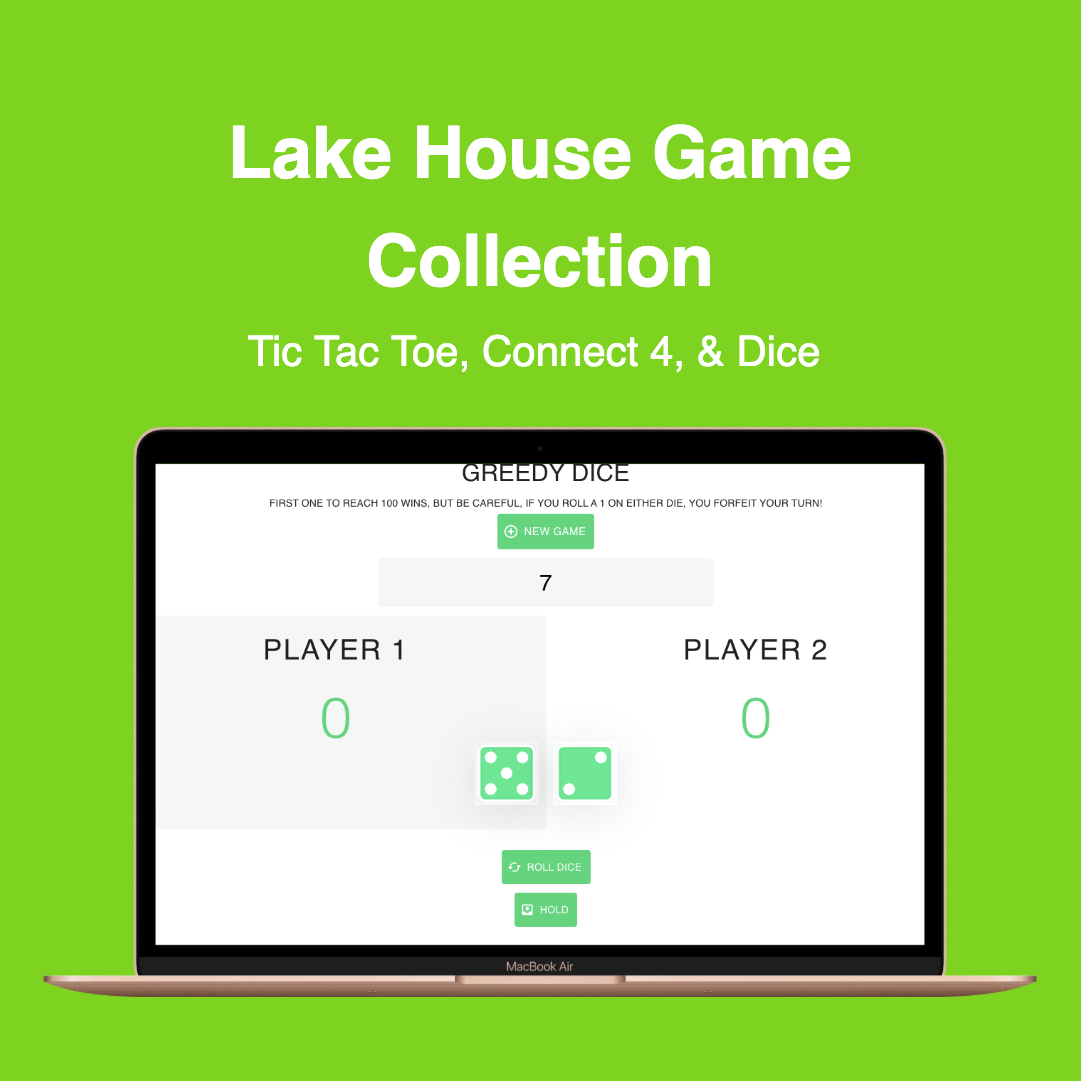 Lake House Game
Collection
Tic Tac Toe, Connect 4, & Dice
GREEDY DICE
FIRST ONE TO REACH 100 WINS, BUT BE CAREFUL, IF YOU ROLL A 1 ON EITHER DIE, YOU FORFEIT YOUR TURN!
NEW GAME
7
PLAYER 1
PLAYER 2
0
0
ROLL DICE
HOLD
MacBook Air